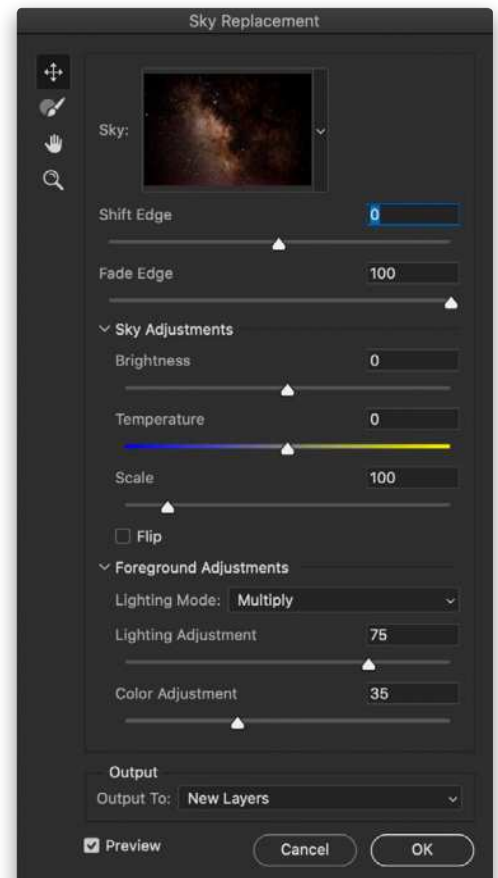 Sky Replacement
Sky:
Shift Edge 0
Fade Edge 100
Sky Adjustments
Brightness 0
Temperature 0
Scale 100
Flip
Foreground Adjustments
Lighting Mode: Multiply
Lighting Adjustment 75
Color Adjustment 35
Output
Output To: New Layers
Preview Cancel OK